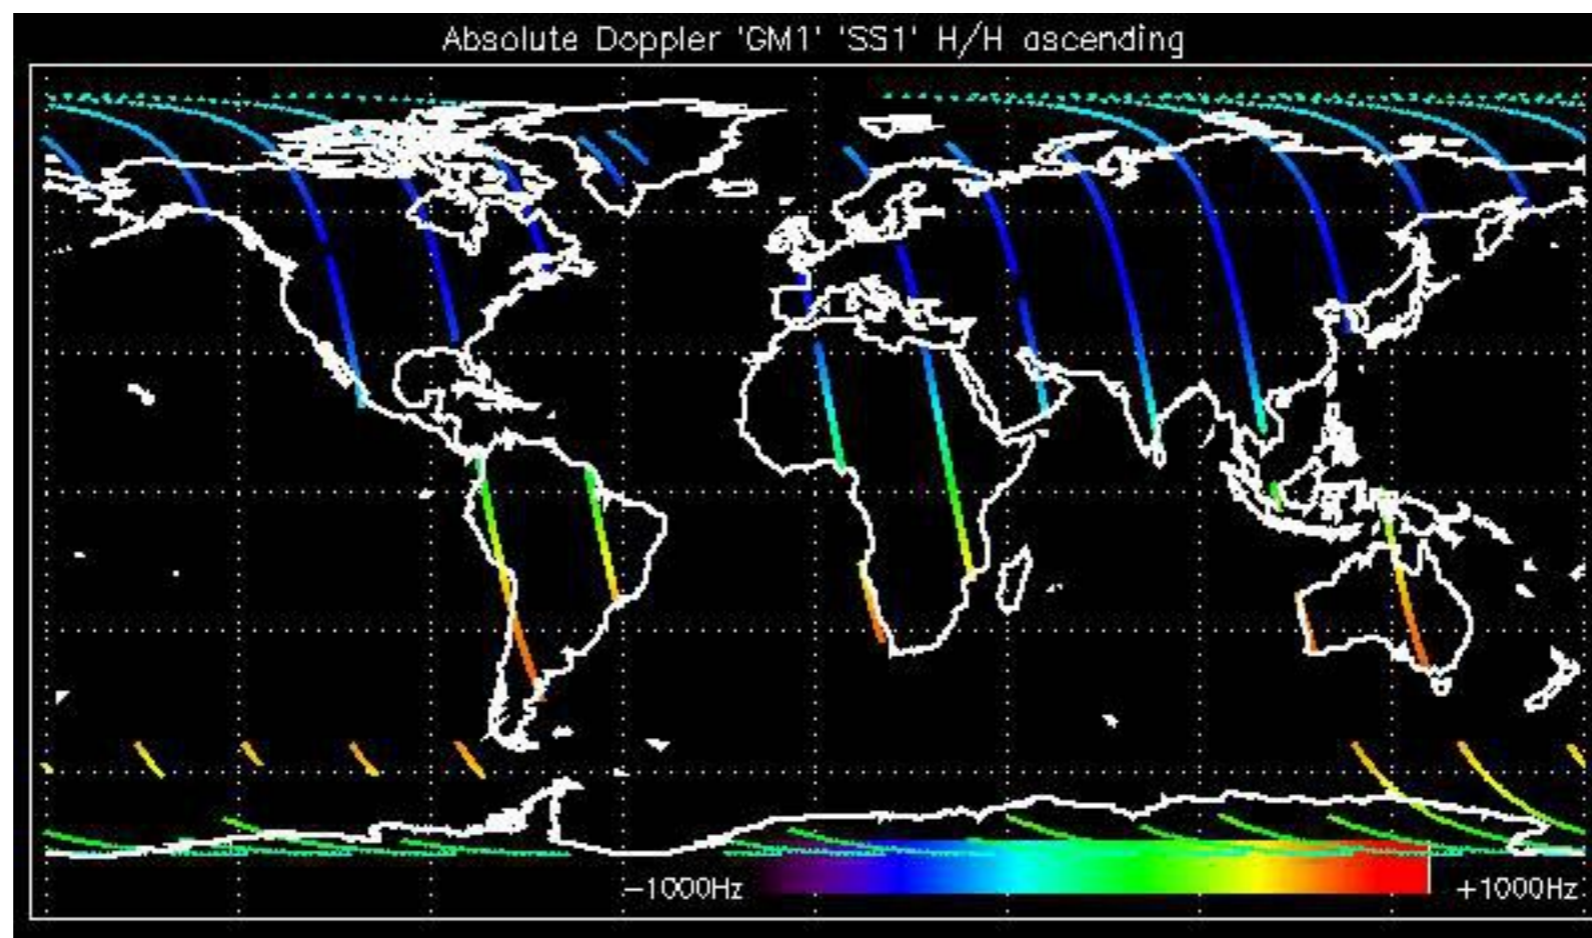 Absolute Doppler 'GM1' 'SS1' H/H ascending
−1000Hz +1000Hz